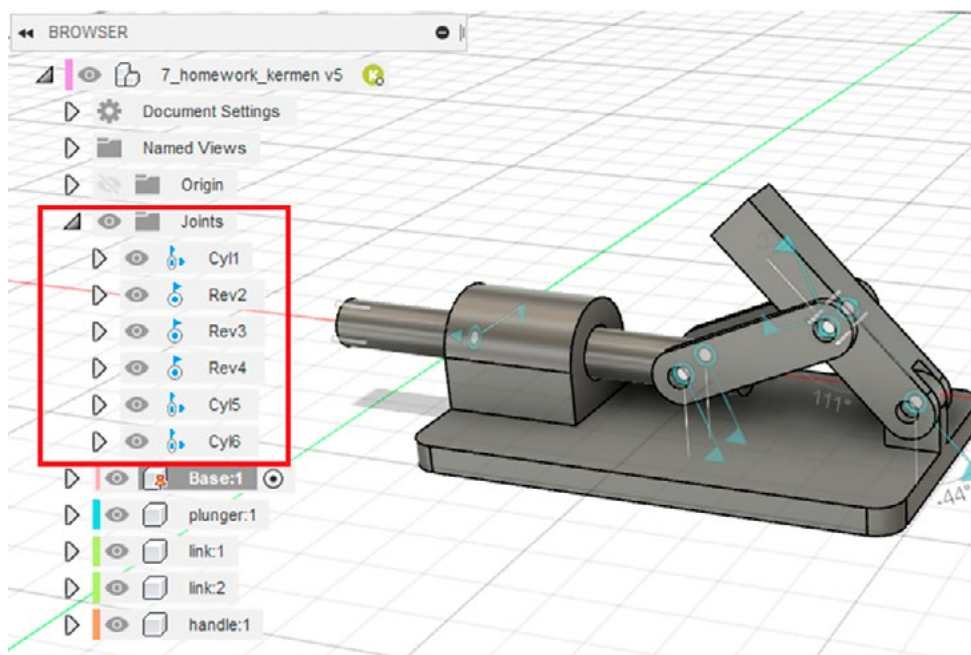 BROWSER
7_homework_kermen v5
K
Document Settings
Named Views
Origin
Joints
Cyl1
Rev2
Rev3
Rev4
Cyl5
Cyl6
Base:1
plunger:1
link:1
link:2
handle:1
111°
-44°